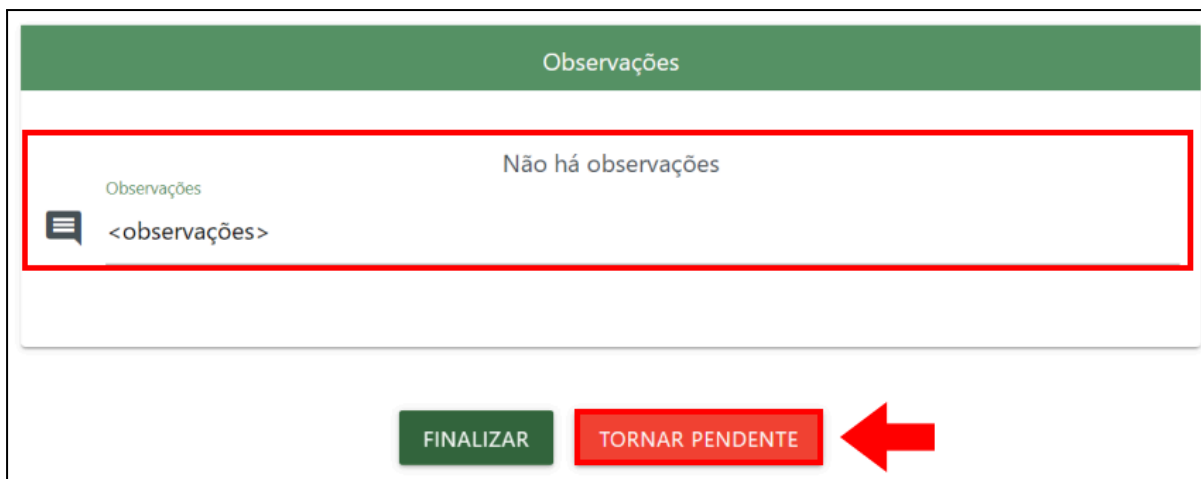 Observações
Não há observações
Observações
<observações>
FINALIZAR
TORNAR PENDENTE